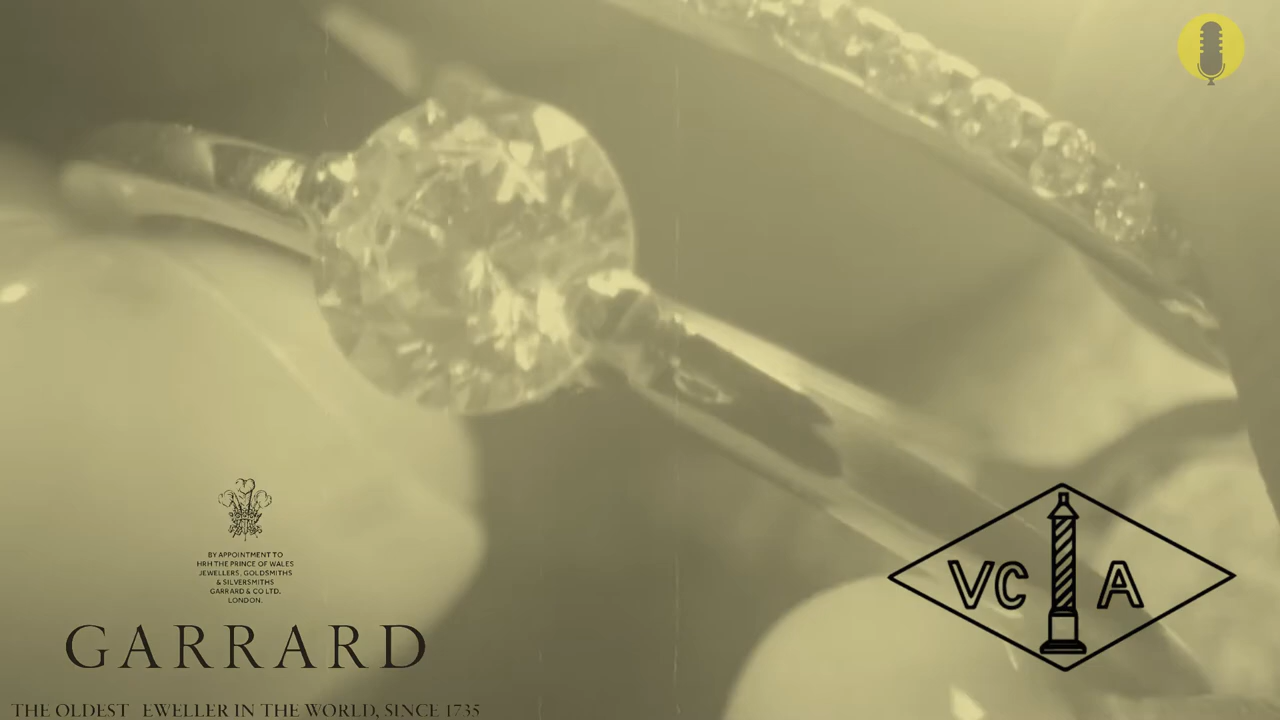 BY APPOINTMENT TO
HRH THE PRINCE OF WALES
JEWELLERS, GOLDSMITHS
& SILVERSMITHS
GARRARD & CO LTD,
LONDON.
GARRARD
THE OLDEST EWELLER IN THE WORLD, SINCE 1735
VC A